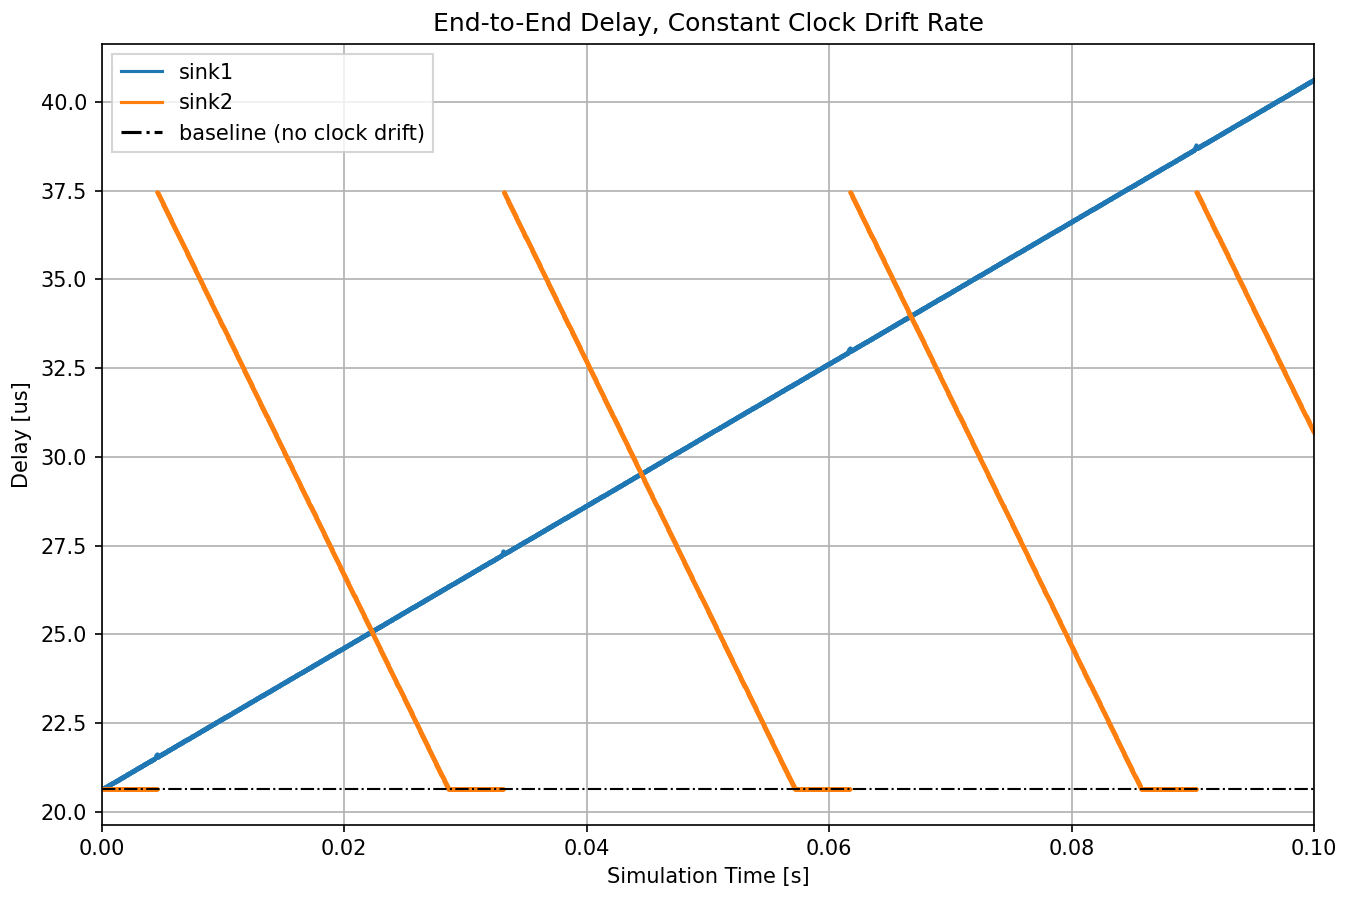 End-to-End Delay, Constant Clock Drift Rate
sink1
sink2
baseline (no clock drift)
40.0
37.5
35.0
32.5
30.0
27.5
25.0
22.5
20.0
Delay [us]
0.00
0.02
0.04
0.06
0.08
0.10
Simulation Time [s]